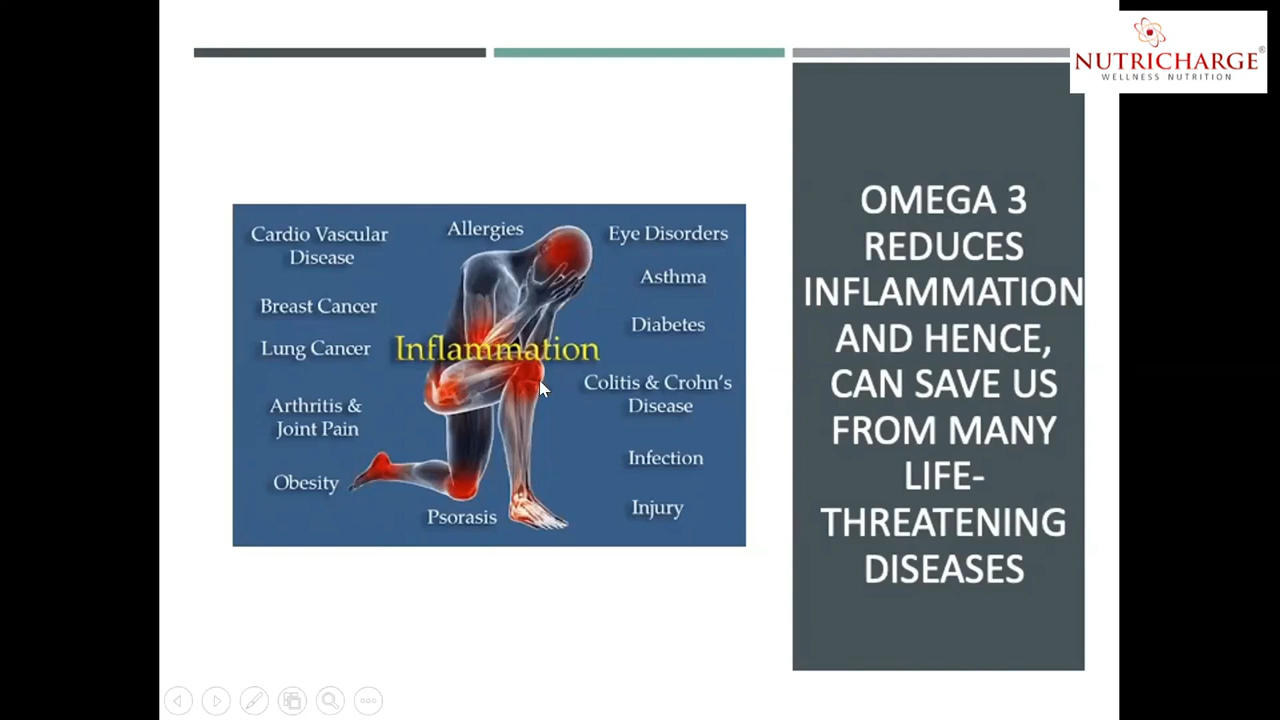 NUTRICHARGE®
WELLNESS NUTRITION
Cardio Vascular
Disease
Breast Cancer
Lung Cancer
Arthritis &
Joint Pain
Obesity
Allergies
Inflammation
Psorasis
Eye Disorders
Asthma
Diabetes
Colitis & Crohn's
Disease
Infection
Injury
OMEGA 3
REDUCES
INFLAMMATION
AND HENCE,
CAN SAVE US
FROM MANY
LIFE-
THREATENING
DISEASES